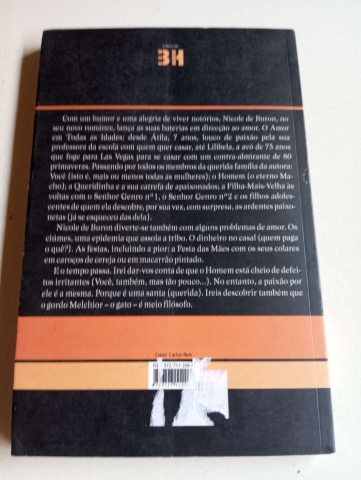 3H
Com um humor e uma alegria de viver notórios, Nicole de Buron, no
seu novo romance, lança as suas baterias em direcção ao amor. O Amor
em Todas as Idades: desde Átila, 7 anos, louco de paixão pela sua
professora da escola com quem quer casar, até Lilibela, a avó de 75 anos
que foge para Las Vegas para se casar com um contra-almirante de 80
primaveras. Passando por todos os membros da querida família da autora:
Você (isto é, mais ou menos todas as mulheres); o Homem (o eterno Ma-
cho); a Queridinha e a sua catrefa de apaixonados; a Filha-Mais-Velha às
voltas com o Senhor Genro nº1, o Senhor Genro nº2 e os filhos adoles-
centes de quem ela descobre, por sua vez, com surpresa, as ardentes paixo-
netas (já se esqueceu das dela).
Nicole de Buron diverte-se também com alguns problemas de amor. Os
ciúmes, uma epidemia que assola a tribo. O dinheiro no casal (quem paga
o quê?). As festas, incluindo a pior: a Festa das Mães com os seus colares
em caroços de cereja ou em macarrão pintado.
E o tempo passa. Irei dar-vos conta de que o Homem está cheio de defei-
tos irritantes (Você, também, mas tão pouco...). No entanto, a paixão por
ele é a mesma. Porque é uma santa (querida). Ireis descobrir também que
o gordo Melchior – o gato – é meio filósofo.
Capa: Carlos Reis